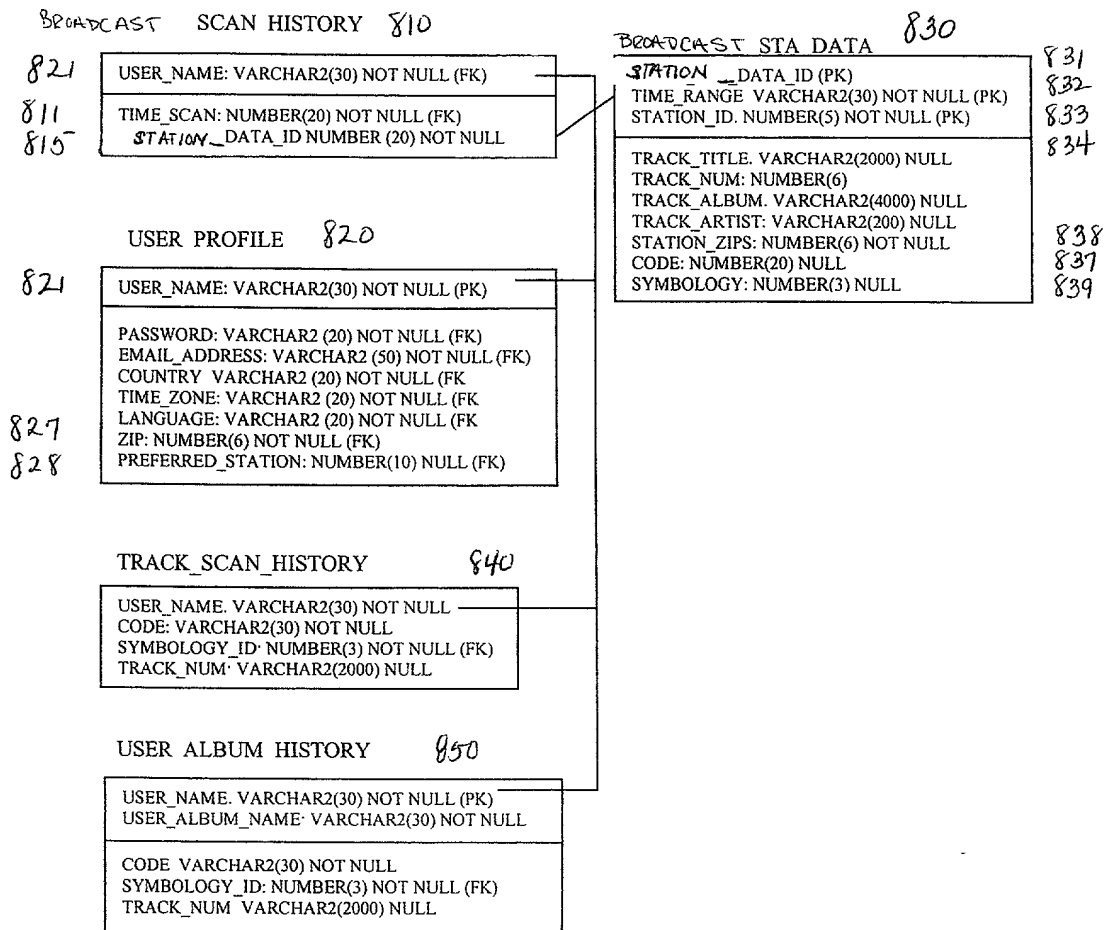 BROADCAST SCAN HISTORY 810
821 USER_NAME: VARCHAR2(30) NOT NULL (FK)
811 TIME_SCAN: NUMBER(20) NOT NULL (FK)
815 STATION_DATA_ID NUMBER (20) NOT NULL
BROADCAST STA DATA 830
STATION _DATA_ID (PK) 831
TIME_RANGE VARCHAR2(30) NOT NULL (PK) 832
STATION_ID. NUMBER(5) NOT NULL (PK) 833
834
TRACK_TITLE. VARCHAR2(2000) NULL
TRACK_NUM: NUMBER(6)
TRACK_ALBUM. VARCHAR2(4000) NULL
TRACK_ARTIST: VARCHAR2(200) NULL
STATION_ZIPS: NUMBER(6) NOT NULL 838
CODE: NUMBER(20) NULL 837
SYMBOLOGY: NUMBER(3) NULL 839
USER PROFILE 820
821 USER_NAME: VARCHAR2(30) NOT NULL (PK)
PASSWORD: VARCHAR2 (20) NOT NULL (FK)
EMAIL_ADDRESS: VARCHAR2 (50) NOT NULL (FK)
COUNTRY VARCHAR2 (20) NOT NULL (FK
TIME_ZONE: VARCHAR2 (20) NOT NULL (FK
LANGUAGE: VARCHAR2 (20) NOT NULL (FK
827 ZIP: NUMBER(6) NOT NULL (FK)
828 PREFERRED_STATION: NUMBER(10) NULL (FK)
TRACK_SCAN_HISTORY 840
USER_NAME. VARCHAR2(30) NOT NULL
CODE: VARCHAR2(30) NOT NULL
SYMBOLOGY_ID· NUMBER(3) NOT NULL (FK)
TRACK_NUM· VARCHAR2(2000) NULL
USER ALBUM HISTORY 850
USER_NAME. VARCHAR2(30) NOT NULL (PK)
USER_ALBUM_NAME· VARCHAR2(30) NOT NULL
CODE VARCHAR2(30) NOT NULL
SYMBOLOGY_ID: NUMBER(3) NOT NULL (FK)
TRACK_NUM VARCHAR2(2000) NULL